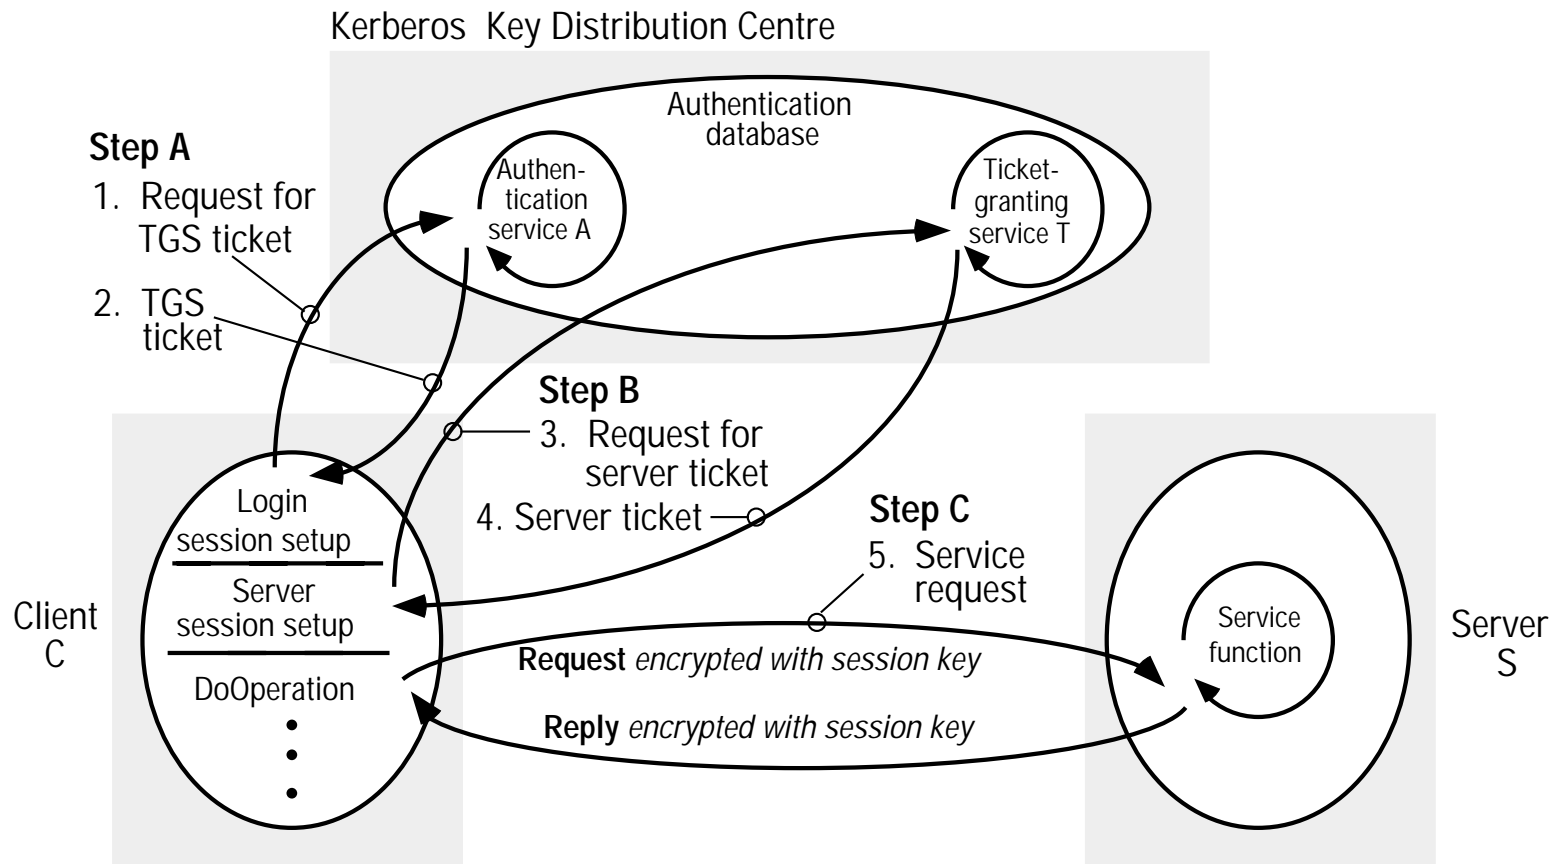 Kerberos Key Distribution Centre
Authentication
database
Step A
1. Request for
TGS ticket
2. TGS
ticket
Authen-
tication
service A
Ticket-
granting
service T
Step B
3. Request for
server ticket
4. Server ticket
Step C
5. Service
request
Client
C
Login
session setup
Server
session setup
DoOperation
Request encrypted with session key
Reply encrypted with session key
Service
function
Server
S